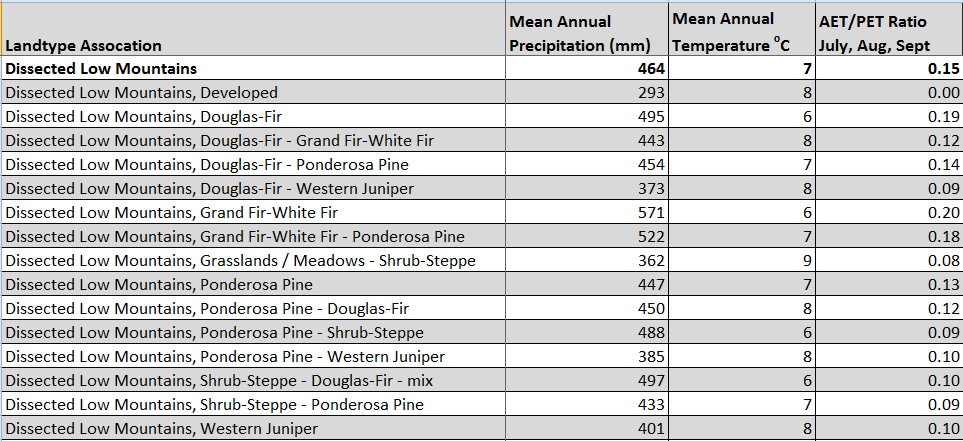 Landtype Assocation Mean Annual Precipitation (mm) Mean Annual Temperature °C AET/PET Ratio July, Aug, Sept
Dissected Low Mountains 464 7 0.15
Dissected Low Mountains, Developed 293 8 0.00
Dissected Low Mountains, Douglas-Fir 495 6 0.19
Dissected Low Mountains, Douglas-Fir - Grand Fir-White Fir 443 8 0.12
Dissected Low Mountains, Douglas-Fir - Ponderosa Pine 454 7 0.14
Dissected Low Mountains, Douglas-Fir - Western Juniper 373 8 0.09
Dissected Low Mountains, Grand Fir-White Fir 571 6 0.20
Dissected Low Mountains, Grand Fir-White Fir - Ponderosa Pine 522 7 0.18
Dissected Low Mountains, Grasslands / Meadows - Shrub-Steppe 362 9 0.08
Dissected Low Mountains, Ponderosa Pine 447 7 0.13
Dissected Low Mountains, Ponderosa Pine - Douglas-Fir 450 8 0.12
Dissected Low Mountains, Ponderosa Pine - Shrub-Steppe 488 6 0.09
Dissected Low Mountains, Ponderosa Pine - Western Juniper 385 8 0.10
Dissected Low Mountains, Shrub-Steppe - Douglas-Fir - mix 497 6 0.10
Dissected Low Mountains, Shrub-Steppe - Ponderosa Pine 433 7 0.09
Dissected Low Mountains, Western Juniper 401 8 0.10